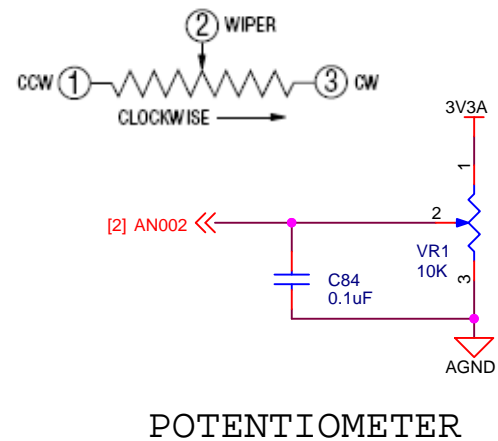 2 WIPER
CCW 1 3 CW
CLOCKWISE
3V3A
1
[2] AN002 2
VR1
10K
C84
0.1uF
3
AGND
POTENTIOMETER